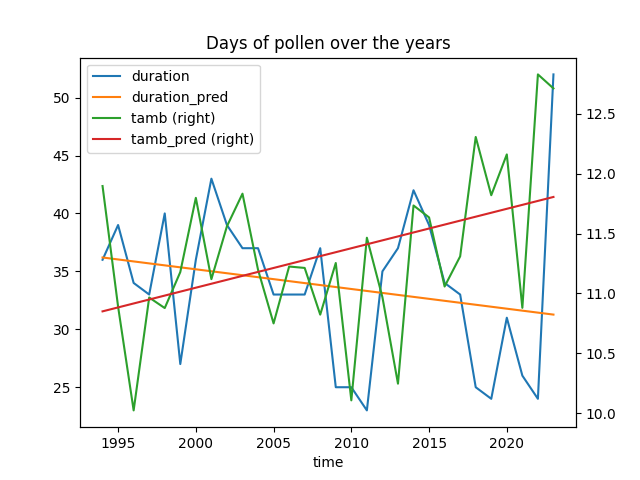 Days of pollen over the years
duration
duration_pred
tamb (right)
tamb_pred (right)
50
45
40
35
30
25
12.5
12.0
11.5
11.0
10.5
10.0
1995 2000 2005 2010 2015 2020
time